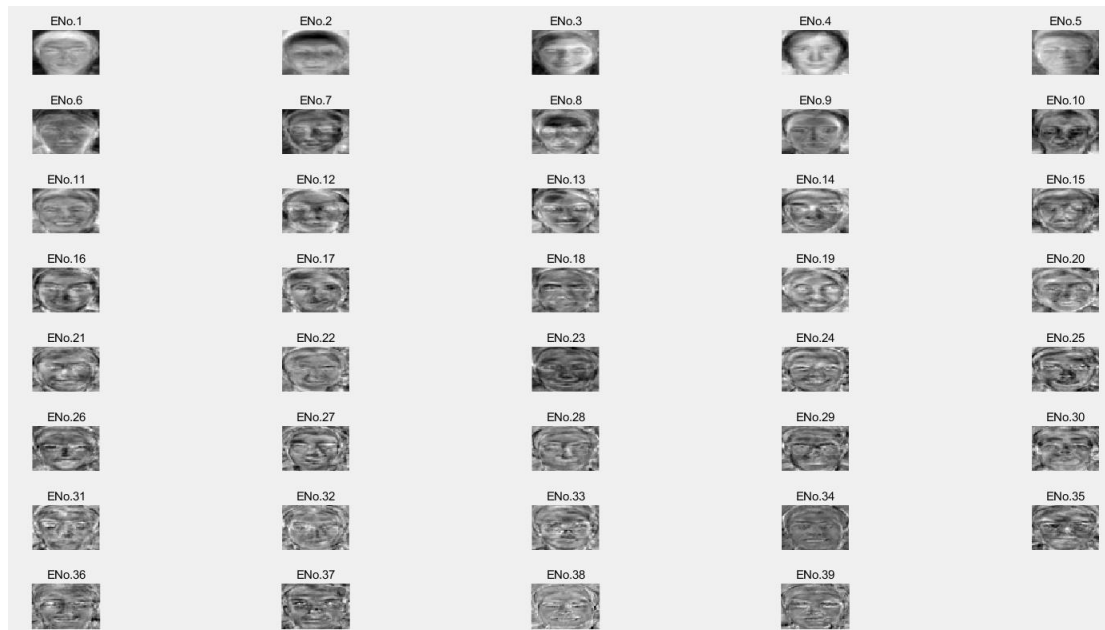 ENo.1 ENo.2 ENo.3 ENo.4 ENo.5
ENo.6 ENo.7 ENo.8 ENo.9 ENo.10
ENo.11 ENo.12 ENo.13 ENo.14 ENo.15
ENo.16 ENo.17 ENo.18 ENo.19 ENo.20
ENo.21 ENo.22 ENo.23 ENo.24 ENo.25
ENo.26 ENo.27 ENo.28 ENo.29 ENo.30
ENo.31 ENo.32 ENo.33 ENo.34 ENo.35
ENo.36 ENo.37 ENo.38 ENo.39